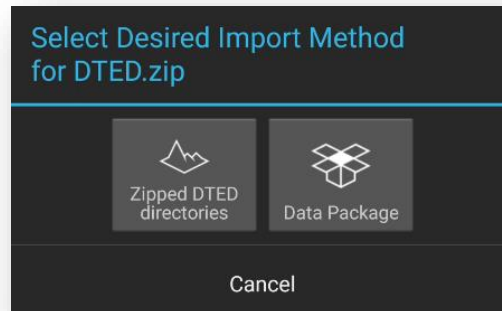 Select Desired Import Method
for DTED.zip
Zipped DTED
directories
Data Package
Cancel